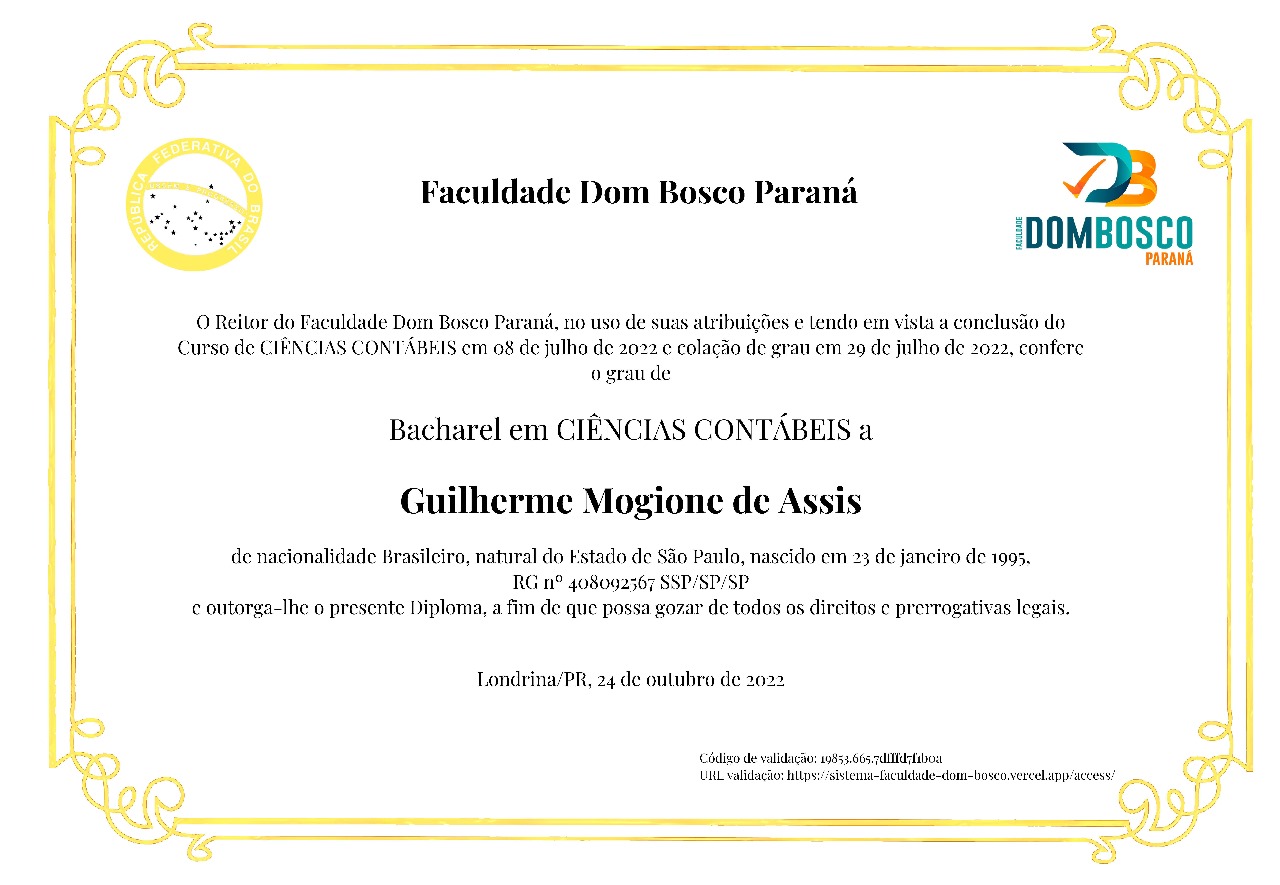 REPÚBLICA FEDERATIVA DO BRASIL
Faculdade Dom Bosco Paraná
FACULDADE
DOMBOSCO
PARANÁ
O Reitor do Faculdade Dom Bosco Paraná, no uso de suas atribuições e tendo em vista a conclusão do
Curso de CIÊNCIAS CONTÁBEIS em 08 de julho de 2022 e colação de grau em 29 de julho de 2022, confere
o grau de
Bacharel em CIÊNCIAS CONTÁBEIS a
Guilherme Mogione de Assis
de nacionalidade Brasileiro, natural do Estado de São Paulo, nascido em 23 de janeiro de 1995,
RG nº 408092567 SSP/SP/SP
e outorga-lhe o presente Diploma, a fim de que possa gozar de todos os direitos e prerrogativas legais.
Londrina/PR, 24 de outubro de 2022
Código de validação:
URL validação: https://sistema-faculdade-dom-bosco.vercel.app/access/